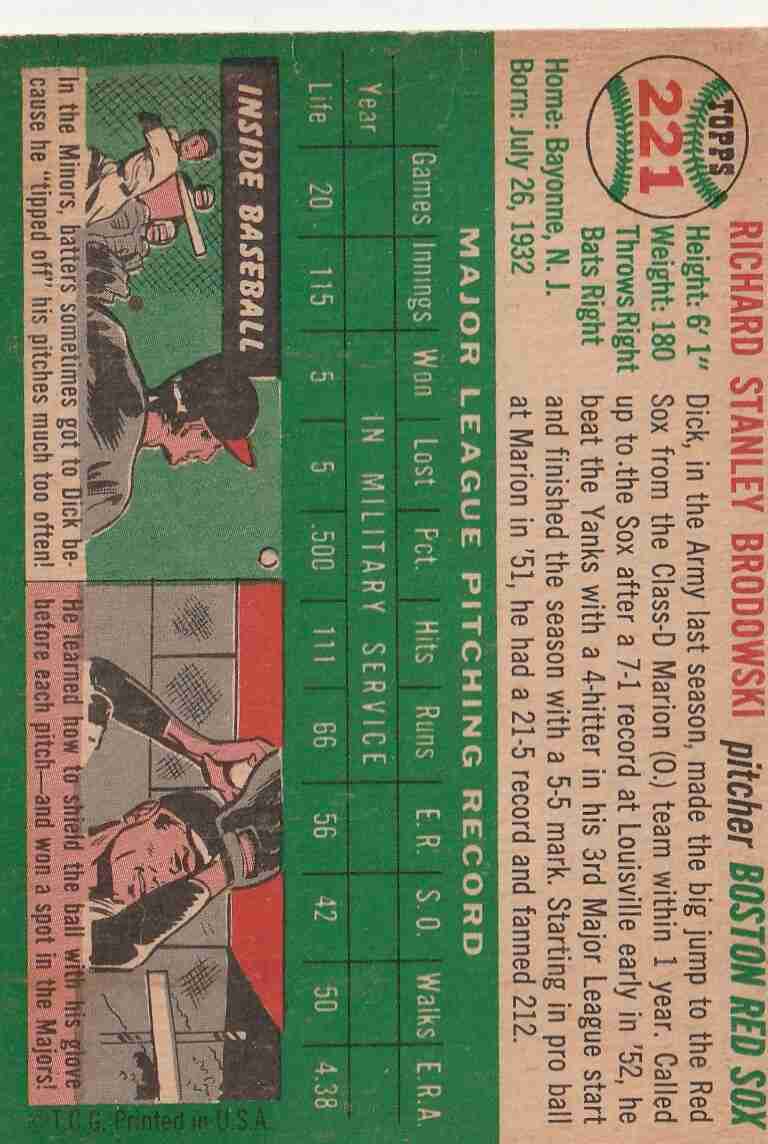 TOPPS
221
RICHARD STANLEY BRODOWSKI pitcher BOSTON RED SOX
Height: 6' 1"
Weight: 180
Throws Right
Bats Right
Home: Bayonne, N. J.
Born: July 26, 1932
Dick, in the Army last season, made the big jump to the Red
Sox from the Class-D Marion (O.) team within 1 year. Called
up to the Sox after a 7-1 record at Louisville early in '52, he
beat the Yanks with a 4-hitter in his 3rd Major League start
and finished the season with a 5-5 mark. Starting in pro ball
at Marion in '51, he had a 21-5 record and fanned 212.
MAJOR LEAGUE PITCHING RECORD
Games Innings Won Lost Pct. Hits Runs E.R. S.O. Walks E.R.A.
Year IN MILITARY SERVICE
Life 20 115 5 5 .500 111 66 56 42 50 4.38
INSIDE BASEBALL
In the Minors, batters sometimes got to Dick be-
cause he "tipped off" his pitches much too often!
He learned how to shield the ball with his glove
before each pitch—and won a spot in the Majors!
©T.C.G. Printed in U.S.A.